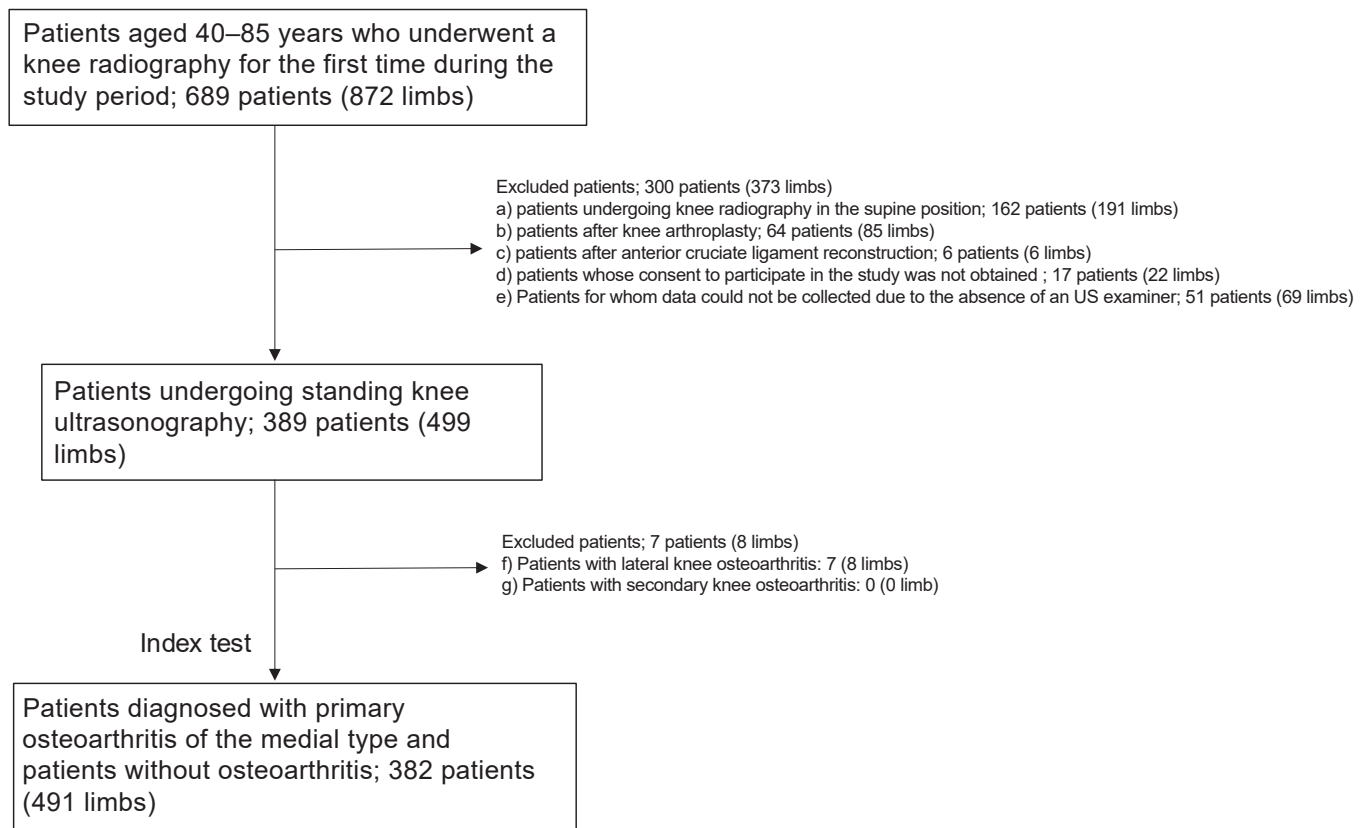 Patients aged 40–85 years who underwent a
knee radiography for the first time during the
study period; 689 patients (872 limbs)
Excluded patients; 300 patients (373 limbs)
a) patients undergoing knee radiography in the supine position; 162 patients (191 limbs)
b) patients after knee arthroplasty; 64 patients (85 limbs)
c) patients after anterior cruciate ligament reconstruction; 6 patients (6 limbs)
d) patients whose consent to participate in the study was not obtained ; 17 patients (22 limbs)
e) Patients for whom data could not be collected due to the absence of an US examiner; 51 patients (69 limbs)
Patients undergoing standing knee
ultrasonography; 389 patients (499
limbs)
Excluded patients; 7 patients (8 limbs)
f) Patients with lateral knee osteoarthritis: 7 (8 limbs)
g) Patients with secondary knee osteoarthritis: 0 (0 limb)
Index test
Patients diagnosed with primary
osteoarthritis of the medial type and
patients without osteoarthritis; 382 patients
(491 limbs)